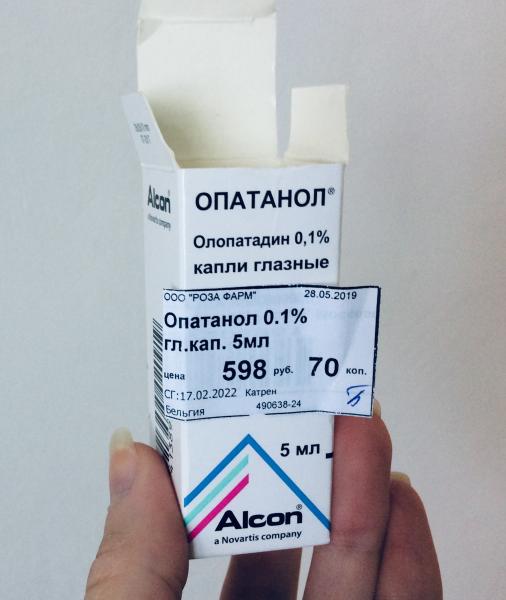 ОПАТАНОЛ®
Олопатадин 0,1%
капли глазные
ООО "РОЗА ФАРМ" 28.05.2019
Опатанол 0.1%
гл.кап. 5мл
цена 598 руб. 70 коп.
СГ:17.02.2022 Катрен
Бельгия 490638-24
5 мл
Alcon®
a Novartis company
Alcon
a Novartis company